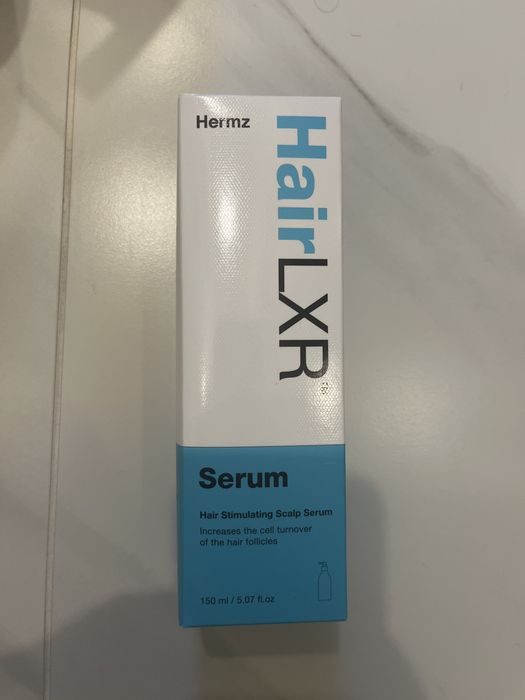 Hermz
HairLXR
Serum
Hair Stimulating Scalp Serum
Increases the cell turnover
of the hair follicles
150 ml / 5.07 fl.oz